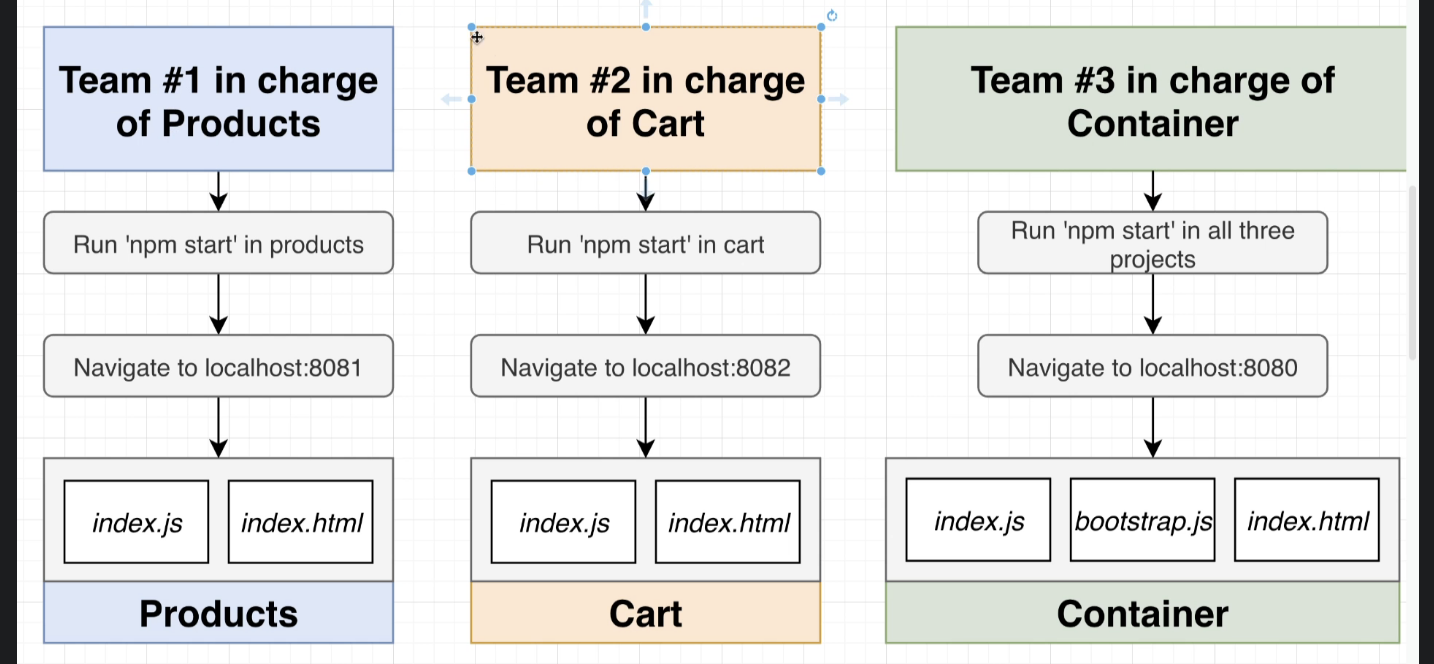 Team #1 in charge
of Products
Team #2 in charge
of Cart
Team #3 in charge of
Container
Run 'npm start' in products
Run 'npm start' in cart
Run 'npm start' in all three
projects
Navigate to localhost:8081
Navigate to localhost:8082
Navigate to localhost:8080
index.js
index.html
index.js
index.html
index.js
bootstrap.js
index.html
Products
Cart
Container